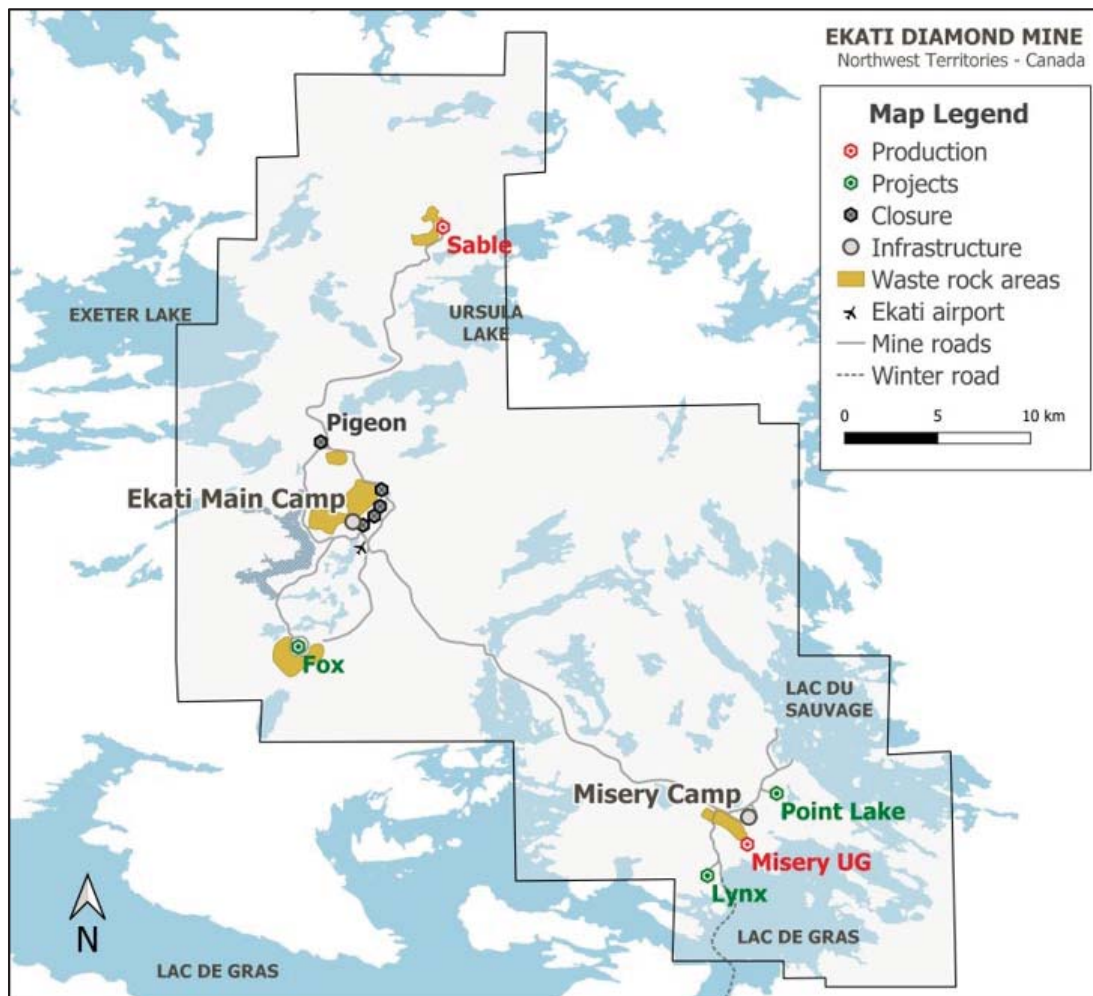 EKATI DIAMOND MINE
Northwest Territories - Canada
Map Legend
Production
Projects
Closure
Infrastructure
Waste rock areas
Ekati airport
Mine roads
Winter road
0 5 10 km
Sable
EXETER LAKE
URSULA
LAKE
Pigeon
Ekati Main Camp
Fox
LAC DU
SAUVAGE
Misery Camp
Point Lake
Misery UG
Lynx
N
LAC DE GRAS
LAC DE GRAS